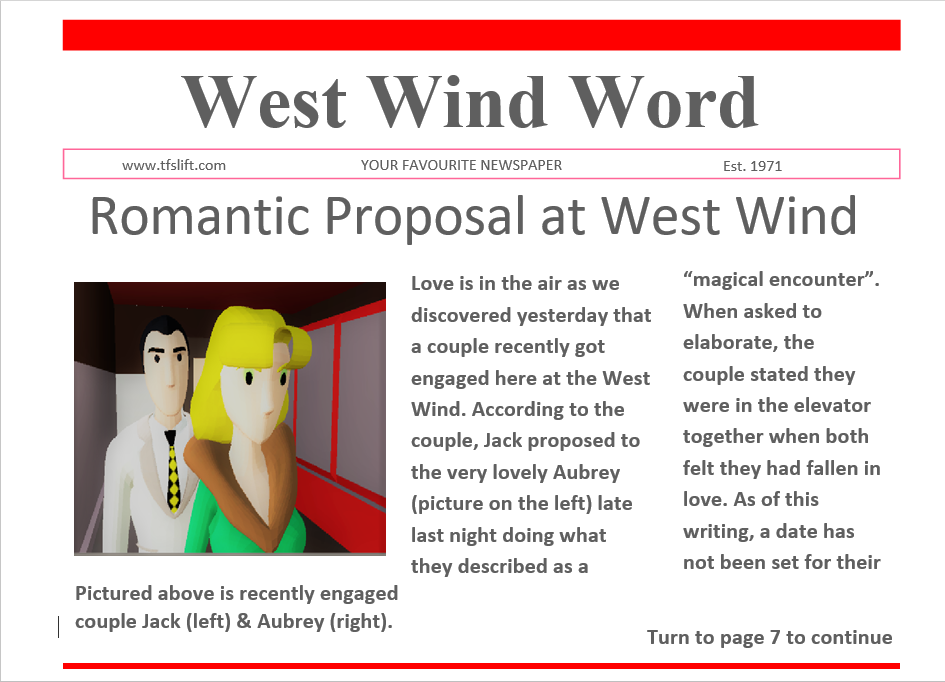 West Wind Word
www.tfslift.com YOUR FAVOURITE NEWSPAPER Est. 1971
Romantic Proposal at West Wind
Love is in the air as we
discovered yesterday that
a couple recently got
engaged here at the West
Wind. According to the
couple, Jack proposed to
the very lovely Aubrey
(picture on the left) late
last night doing what
they described as a
“magical encounter”.
When asked to
elaborate, the
couple stated they
were in the elevator
together when both
felt they had fallen in
love. As of this
writing, a date has
not been set for their
Pictured above is recently engaged
couple Jack (left) & Aubrey (right).
Turn to page 7 to continue